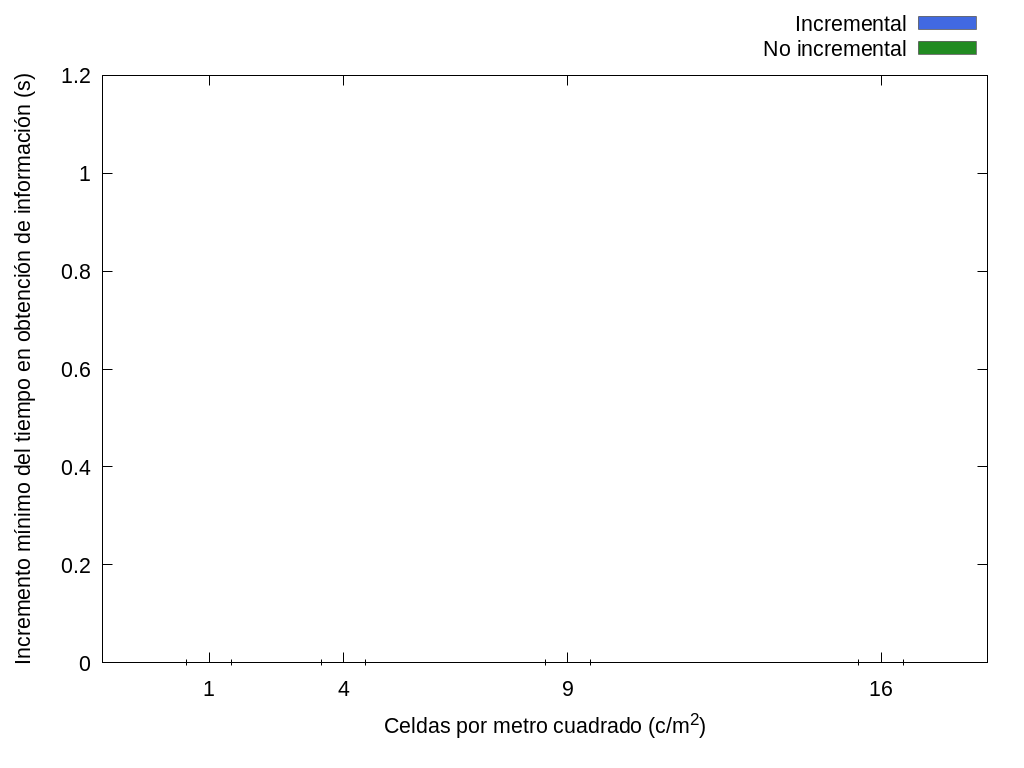 Incremental
No incremental
Incremento mínimo del tiempo en obtención de información (s)
1.2
1
0.8
0.6
0.4
0.2
0
1 4 9 16
Celdas por metro cuadrado (c/m²)